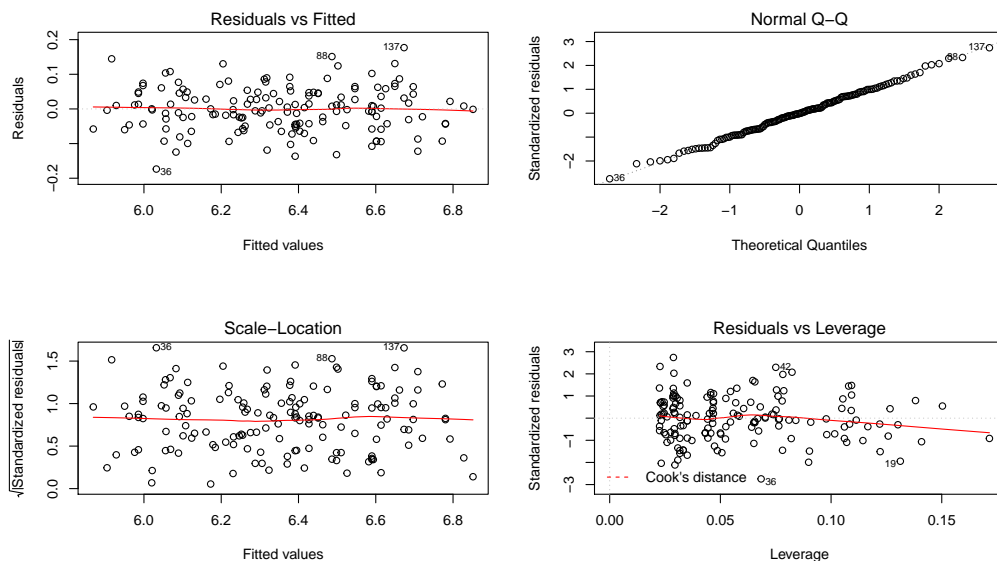 Residuals vs Fitted
Residuals
0.2
0.1
0.0
−0.2
137
88
36
6.0 6.2 6.4 6.6 6.8
Fitted values
Normal Q−Q
Standardized residuals
3
2
1
0
−2
137
88
36
−2 −1 0 1 2
Theoretical Quantiles
Scale−Location
√|Standardized residuals|
1.5
1.0
0.5
0.0
36
88
137
6.0 6.2 6.4 6.6 6.8
Fitted values
Residuals vs Leverage
Standardized residuals
3
1
−1
−3
42
19
36
Cook's distance
0.00 0.05 0.10 0.15
Leverage